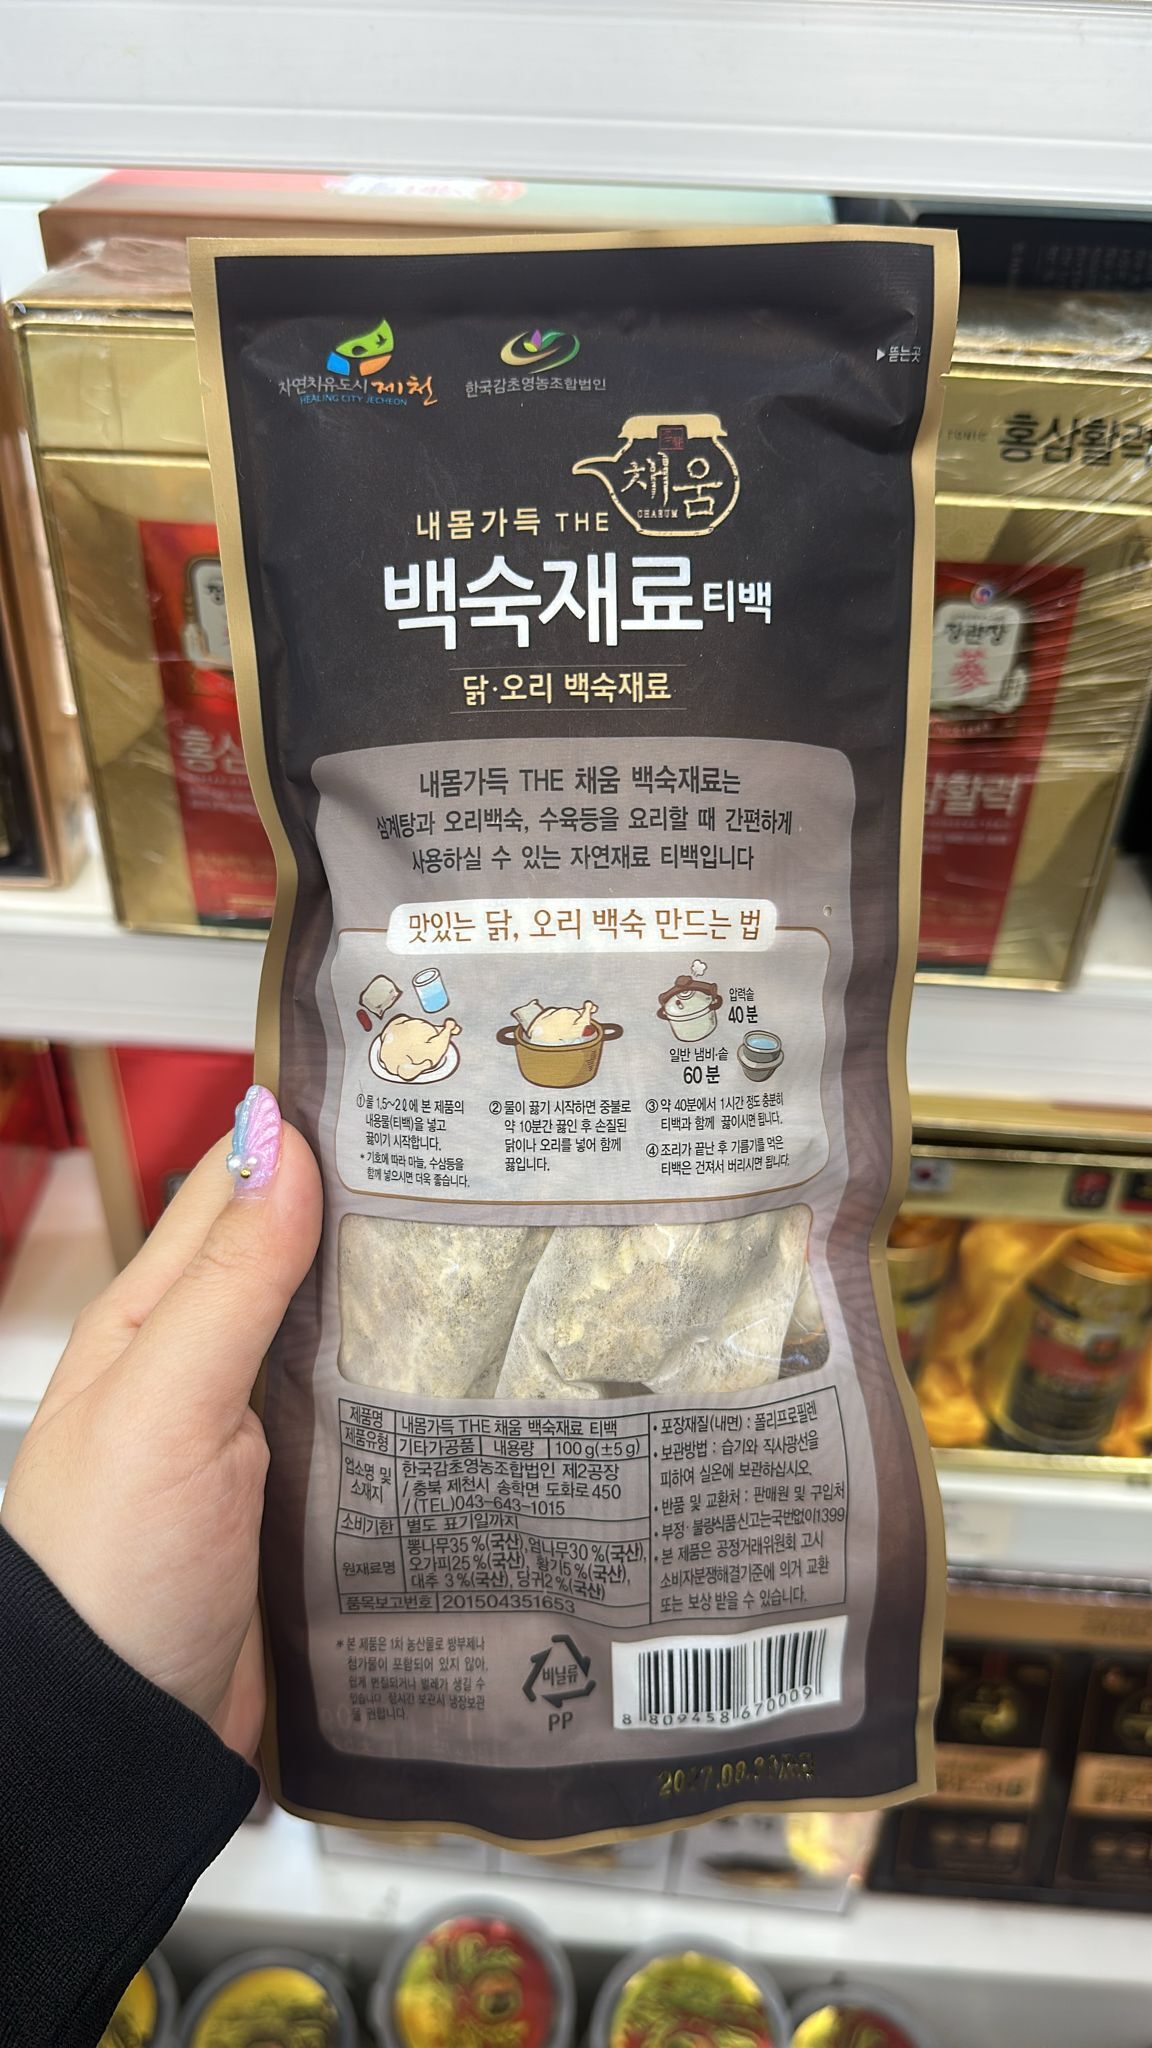 자연치유도시 제천
HEALING CITY JECHEON
한국감초영농조합법인
▶뜯는곳
채움
CHAEUM
내몸가득 THE
백숙재료 티백
닭·오리 백숙재료
내몸가득 THE 채움 백숙재료는
삼계탕과 오리백숙, 수육등을 요리할 때 간편하게
사용하실 수 있는 자연재료 티백입니다
맛있는 닭, 오리 백숙 만드는 법
압력솥
40분
일반 냄비·솥
60분
①물 1.5~2ℓ에 본 제품의
내용물(티백)을 넣고
끓이기 시작합니다.
*기호에 따라 마늘, 수삼등을
함께 넣으시면 더욱 좋습니다.
②물이 끓기 시작하면 중불로
약 10분간 끓인 후 손질된
닭이나 오리를 넣어 함께
끓입니다.
③약 40분에서 1시간 정도 충분히
티백과 함께 끓이시면 됩니다.
④조리가 끝난 후 기름기를 먹은
티백은 건져서 버리시면 됩니다.
제품명 내몸가득 THE 채움 백숙재료 티백
제품유형 기타가공품 내용량 100g(±5g)
업소명 및 소재지 한국감초영농조합법인 제2공장
/충북 제천시 송학면 도화로 450
/(TEL)043-643-1015
소비기한 별도 표기일까지
원재료명 뽕나무35%(국산), 엄나무30%(국산),
오가피25%(국산), 황기5%(국산),
대추 3%(국산), 당귀2%(국산)
품목보고번호 201504351653
·포장재질(내면) : 폴리프로필렌
·보관방법 : 습기와 직사광선을
피하여 실온에 보관하십시오.
·반품 및 교환처 : 판매원 및 구입처
·부정·불량식품신고는국번없이1399
·본 제품은 공정거래위원회 고시
소비자분쟁해결기준에 의거 교환
또는 보상 받을 수 있습니다.
*본 제품은 1차 농산물로 방부제나
첨가물이 포함되어 있지 않아,
쉽게 변질되거나 벌레가 생길 수
있습니다. 장시간 보관시 냉장보관
을 권합니다.
비닐류
PP
8 809458 670009
홍삼활력
정관장
蔘
홍삼
삼활력